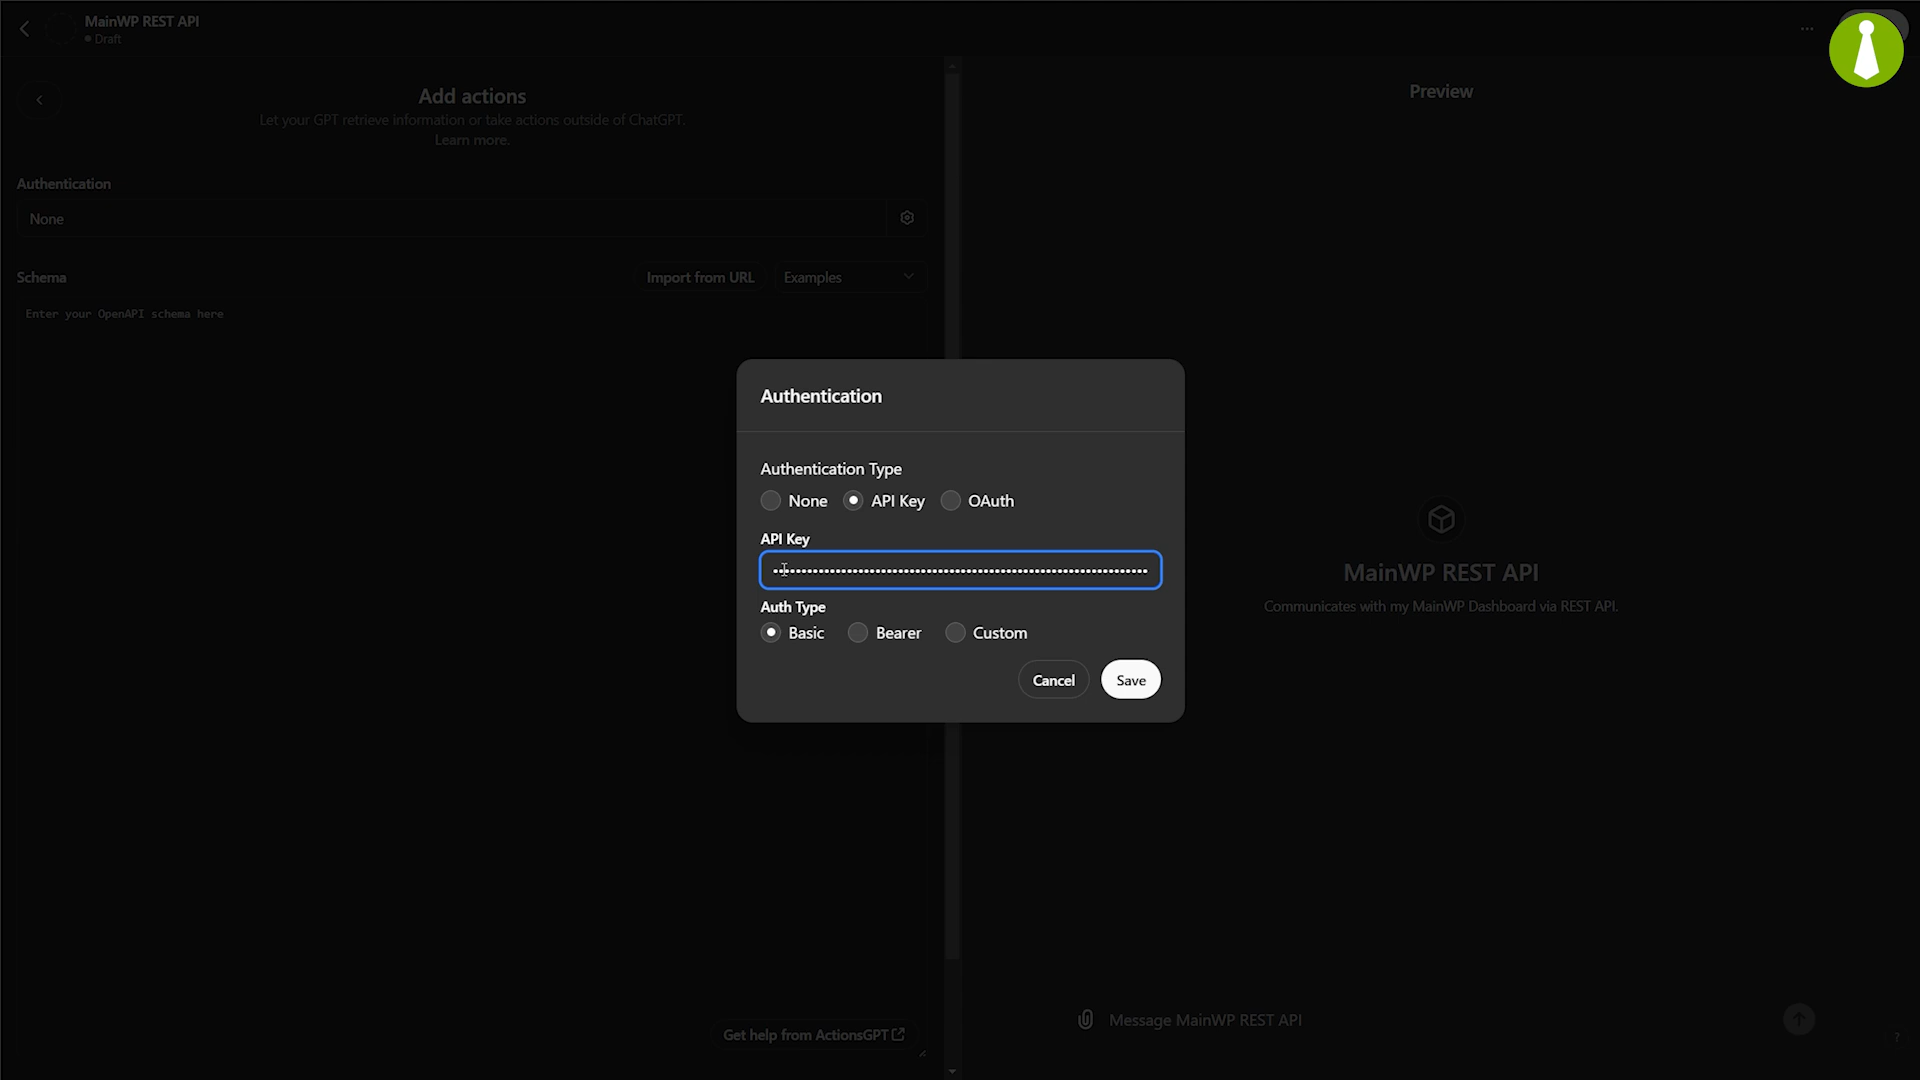 MainWP REST API
Draft
Add actions
Let your GPT retrieve information or take actions outside of ChatGPT.
Learn more.
Authentication
None
Schema
Import from URL
Examples
Enter your OpenAPI schema here
Get help from ActionsGPT
Preview
MainWP REST API
Communicates with my MainWP Dashboard via REST API.
Message MainWP REST API
?
Authentication
Authentication Type
None
API Key
OAuth
API Key
Auth Type
Basic
Bearer
Custom
Cancel
Save